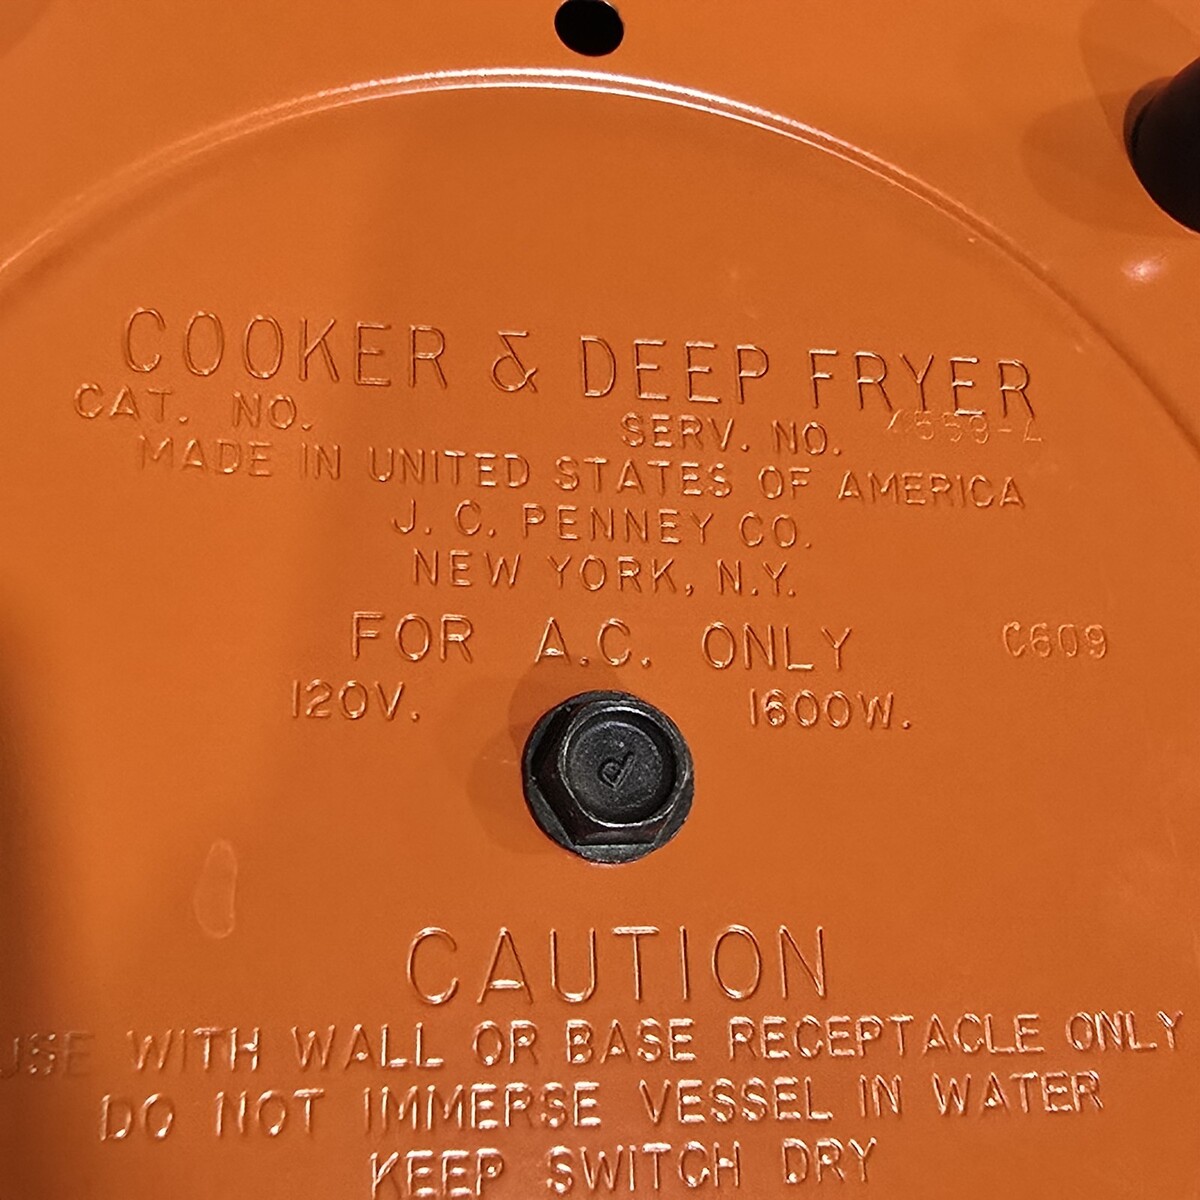 COOKER & DEEP FRYER
CAT. NO. SERV. NO.
MADE IN UNITED STATES OF AMERICA
J. C. PENNEY CO.
NEW YORK, N.Y.
FOR A.C. ONLY C609
120V. 1600W.
P
CAUTION
USE WITH WALL OR BASE RECEPTACLE ONLY
DO NOT IMMERSE VESSEL IN WATER
KEEP SWITCH DRY